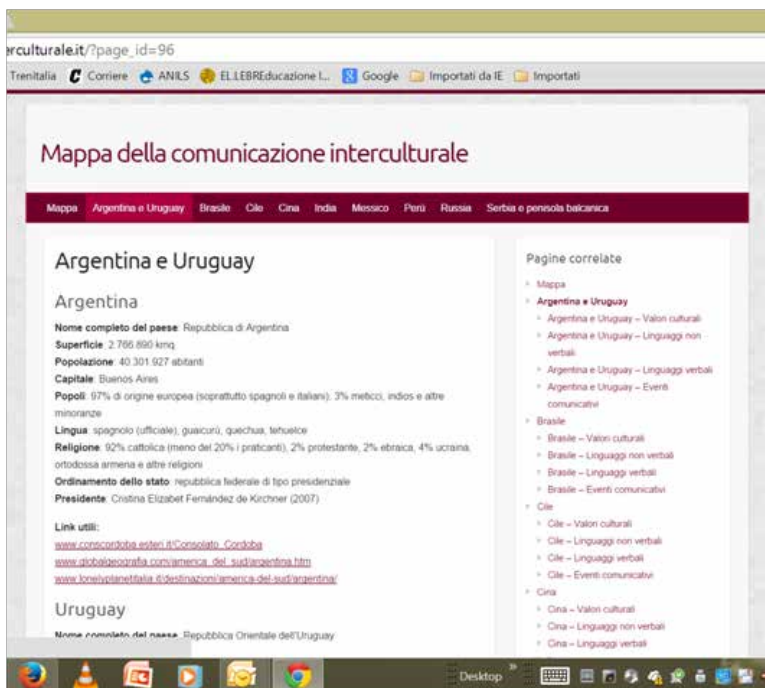 erculturale.it/?page_id=96
Trenitalia Corriere ANILS EL.LEBREducazione I... Google Importati da IE Importati
Mappa della comunicazione interculturale
Mappa Argentina e Uruguay Brasile Cile Cina India Messico Perù Russia Serbia e penisola balcanica
Argentina e Uruguay
Argentina
Nome completo del paese: Repubblica di Argentina
Superficie: 2.766.890 kmq
Popolazione: 40.301.927 abitanti
Capitale: Buenos Aires
Popoli: 97% di origine europea (soprattutto spagnoli e italiani), 3% meticci, indios e altre
minoranze
Lingua: spagnolo (ufficiale), guaicurú, quechua, tehuelce
Religione: 92% cattolica (meno del 20% i praticanti), 2% protestante, 2% ebraica, 4% ucraina,
ortodossa armena e altre religioni
Ordinamento dello stato: repubblica federale di tipo presidenziale
Presidente: Cristina Elizabet Fernández de Kirchner (2007)
Link utili:
www.conscordoba.esteri.it/Consolato_Cordoba
www.globalgeografia.com/america_del_sud/argentina.htm
www.lonelyplanetitalia.it/destinazioni/america-del-sud/argentina/
Uruguay
Nome completo del paese: Repubblica Orientale dell'Uruguay
Pagine correlate
Mappa
Argentina e Uruguay
Argentina e Uruguay – Valori culturali
Argentina e Uruguay – Linguaggi non
verbali
Argentina e Uruguay – Linguaggi verbali
Argentina e Uruguay – Eventi
comunicativi
Brasile
Brasile – Valori culturali
Brasile – Linguaggi non verbali
Brasile – Linguaggi verbali
Brasile – Eventi comunicativi
Cile
Cile – Valori culturali
Cile – Linguaggi non verbali
Cile – Linguaggi verbali
Cile – Eventi comunicativi
Cina
Cina – Valori culturali
Cina – Linguaggi non verbali
Cina – Linguaggi verbali
Desktop